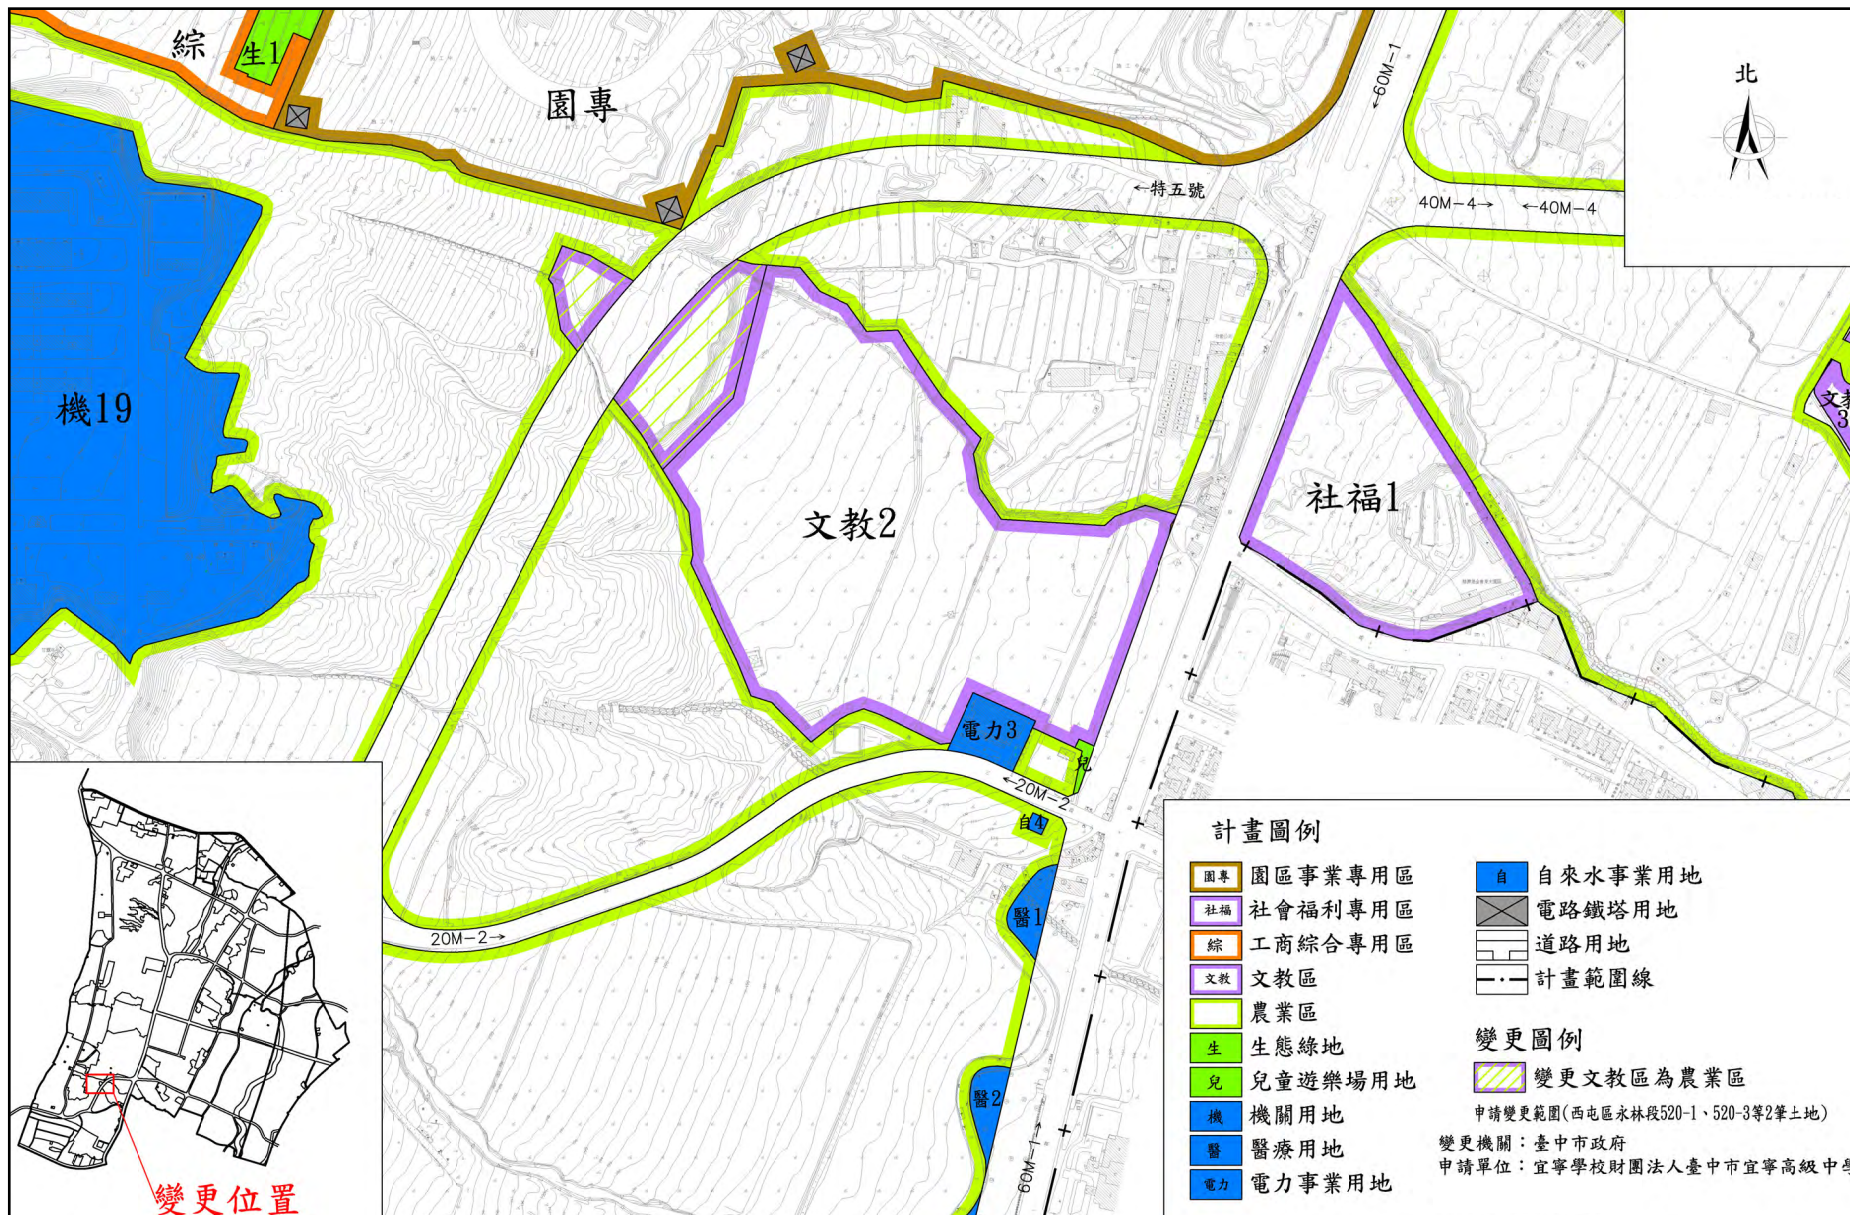 綜
生1
園專
←60M-1
北
←特五號
40M-4→
←40M-4
機19
文教
3
社福1
文教2
電力3
兒
←20M-2
自4
醫1
20M-2→
醫2
60M-1→
變更位置
計畫圖例
園專 園區事業專用區
社福 社會福利專用區
綜 工商綜合專用區
文教 文教區
農業區
生 生態綠地
兒 兒童遊樂場用地
機 機關用地
醫 醫療用地
電力 電力事業用地
自 自來水事業用地
電路鐵塔用地
道路用地
計畫範圍線
變更圖例
變更文教區為農業區
申請變更範圍(西屯區永林段520-1、520-3等2筆土地)
變更機關：臺中市政府
申請單位：宜寧學校財團法人臺中市宜寧高級中學